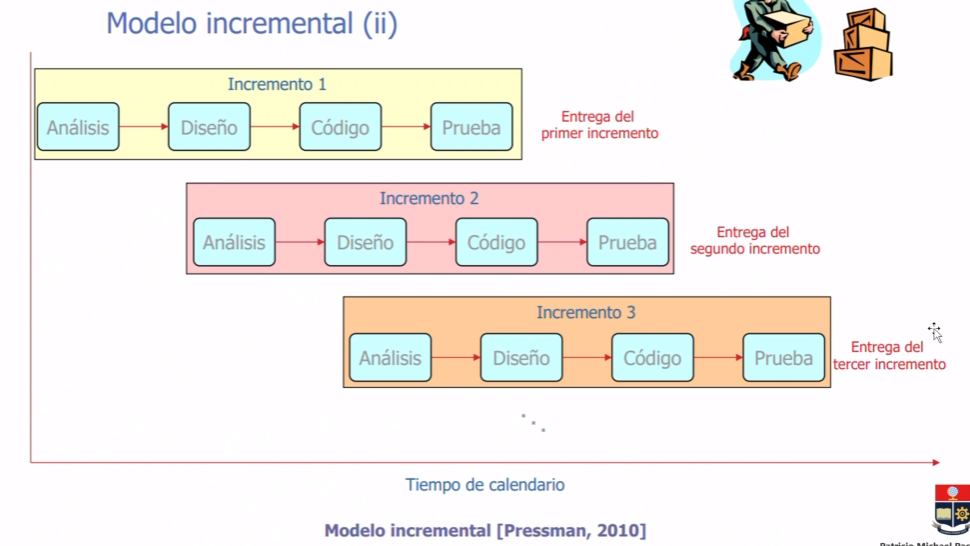 Modelo incremental (ii)
Incremento 1
Análisis
Diseño
Código
Prueba
Entrega del
primer incremento
Incremento 2
Análisis
Diseño
Código
Prueba
Entrega del
segundo incremento
Incremento 3
Análisis
Diseño
Código
Prueba
Entrega del
tercer incremento
Tiempo de calendario
Modelo incremental [Pressman, 2010]
Patricio Michael